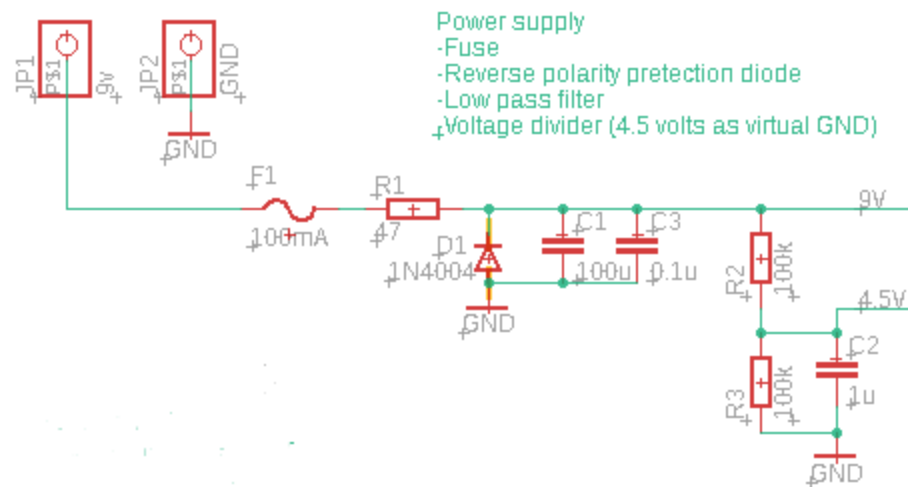 Power supply
-Fuse
-Reverse polarity pretection diode
-Low pass filter
-Voltage divider (4.5 volts as virtual GND)
JP1
P$1
9v
JP2
P$1
GND
GND
F1
100mA
R1
47
D1
1N4004
GND
C1
100u
C3
0.1u
9V
R2
100k
4.5V
R3
100k
C2
1u
GND